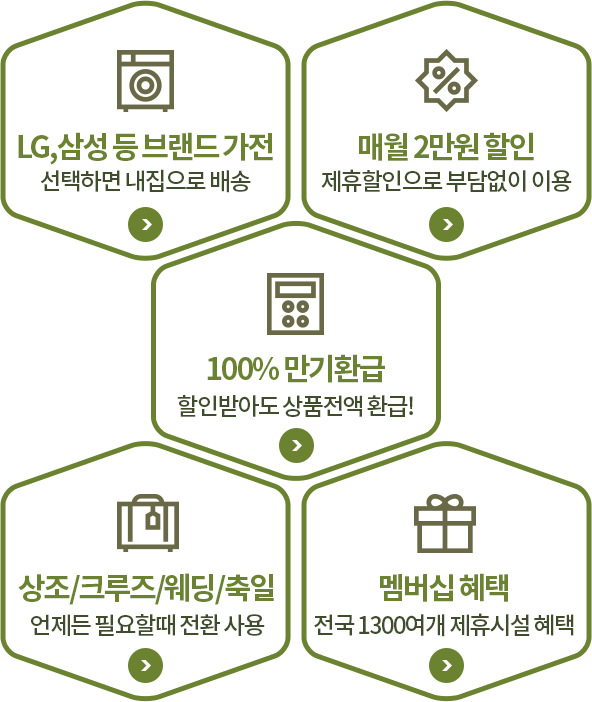 LG,삼성 등 브랜드 가전
선택하면 내집으로 배송
매월 2만원 할인
제휴할인으로 부담없이 이용
100% 만기환급
할인받아도 상품전액 환급!
상조/크루즈/웨딩/축일
언제든 필요할때 전환 사용
멤버십 혜택
전국 1300여개 제휴시설 혜택